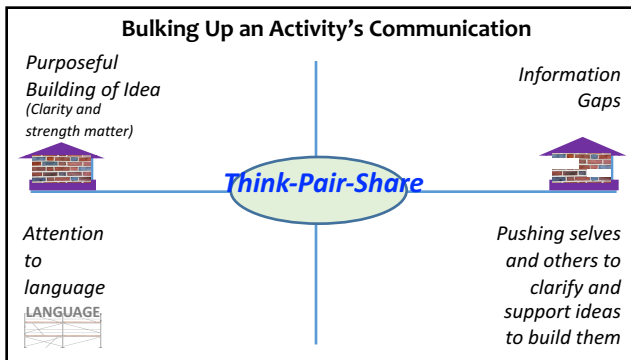 Bulking Up an Activity’s Communication
Purposeful
Building of Idea
(Clarity and
strength matter)
Information
Gaps
Think-Pair-Share
Attention
to
language
LANGUAGE
Pushing selves
and others to
clarify and
support ideas
to build them